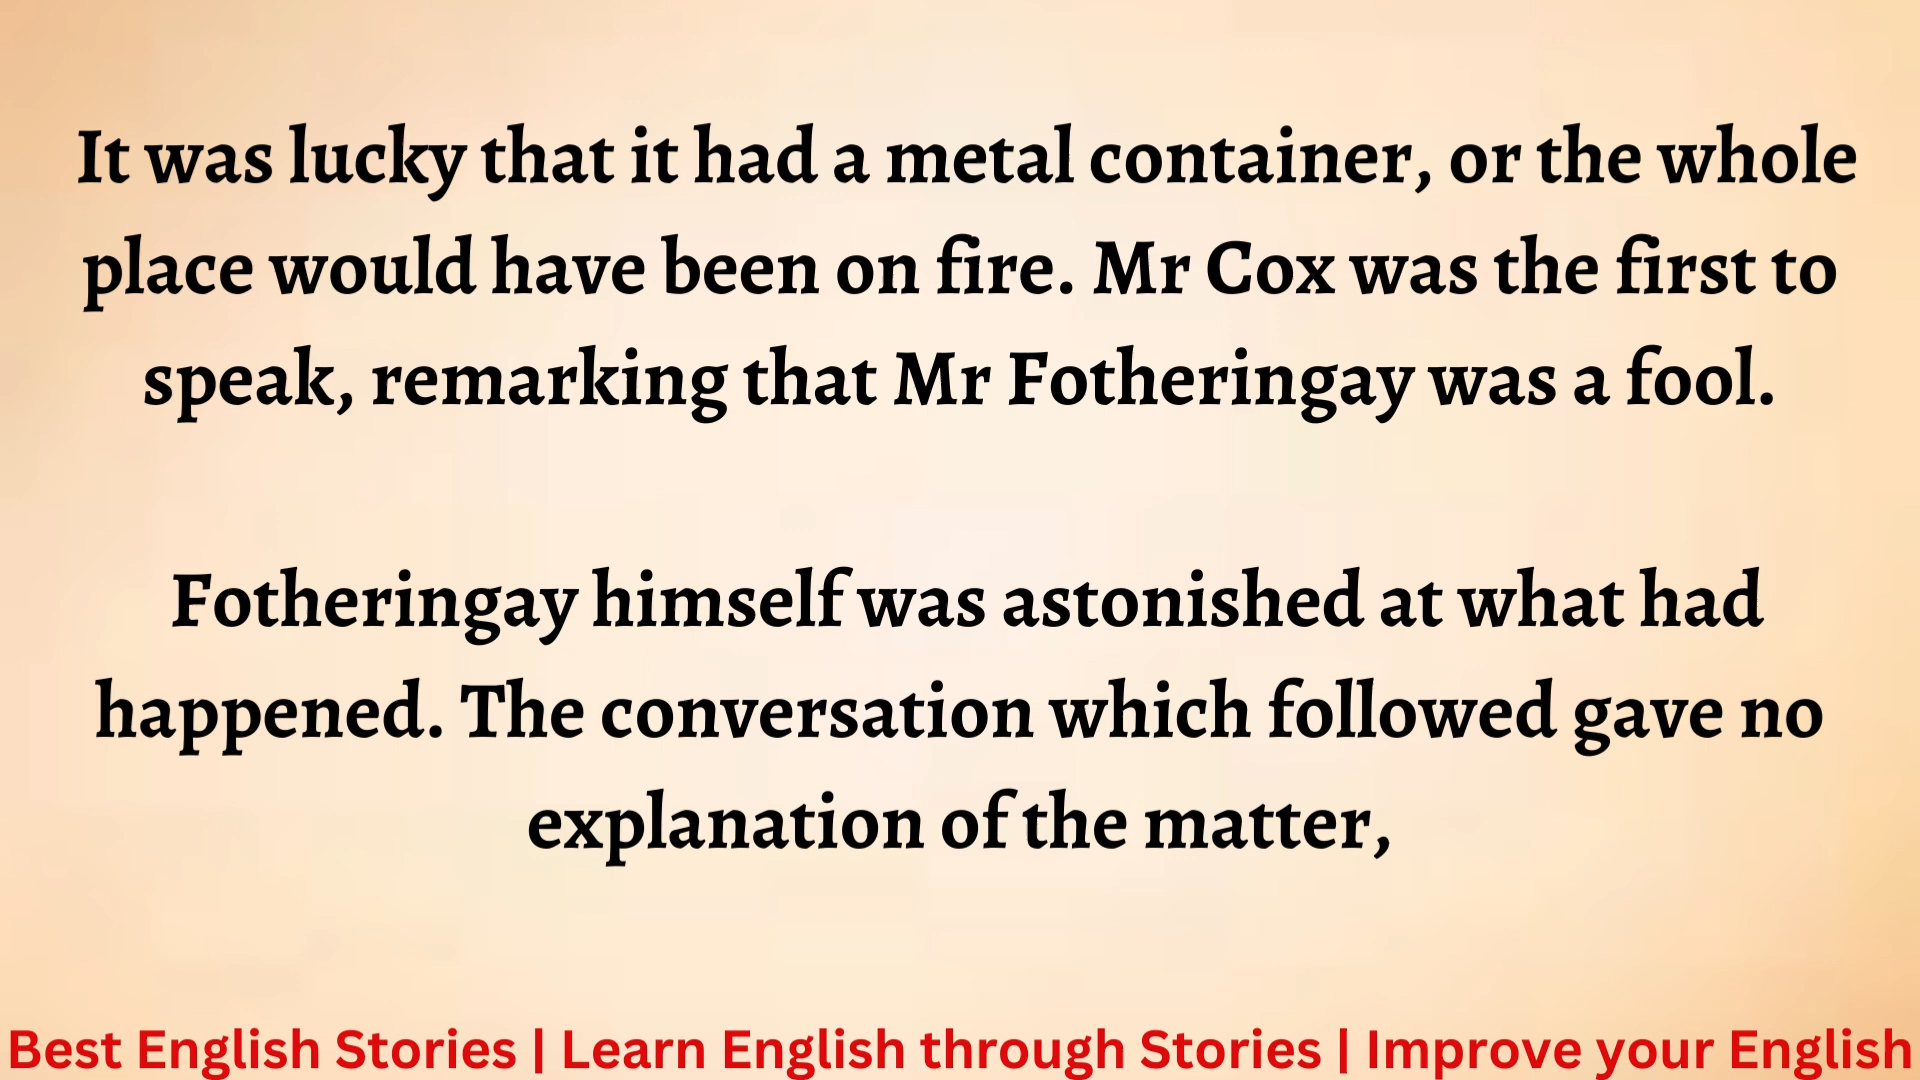 It was lucky that it had a metal container, or the whole
place would have been on fire. Mr Cox was the first to
speak, remarking that Mr Fotheringay was a fool.
Fotheringay himself was astonished at what had
happened. The conversation which followed gave no
explanation of the matter,
Best English Stories | Learn English through Stories | Improve your English